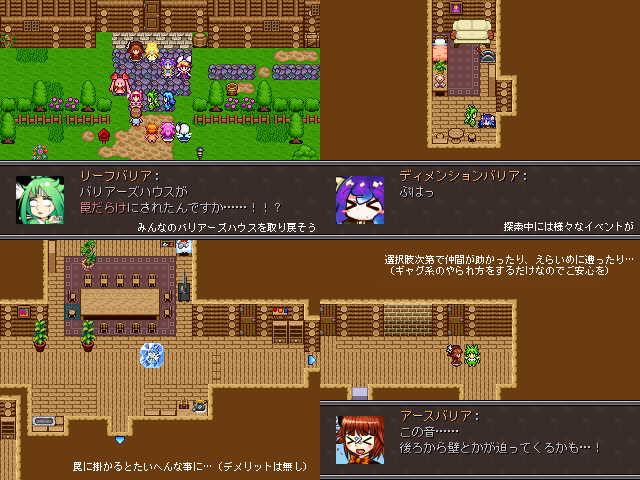 リーフバリア：
バリアーズハウスが
罠だらけにされたんですか……！！？
みんなのバリアーズハウスを取り戻そう
ディメンションバリア：
ぷはっ
探索中には様々なイベントが
罠に掛かるとたいへんな事に…（デメリットは無し）
選択肢次第で仲間が助かったり、えらいめに遭ったり…
（ギャグ系のやられ方をするだけなのでご安心を）
アースバリア：
この音……
後ろから壁とかが迫ってくるかも…！